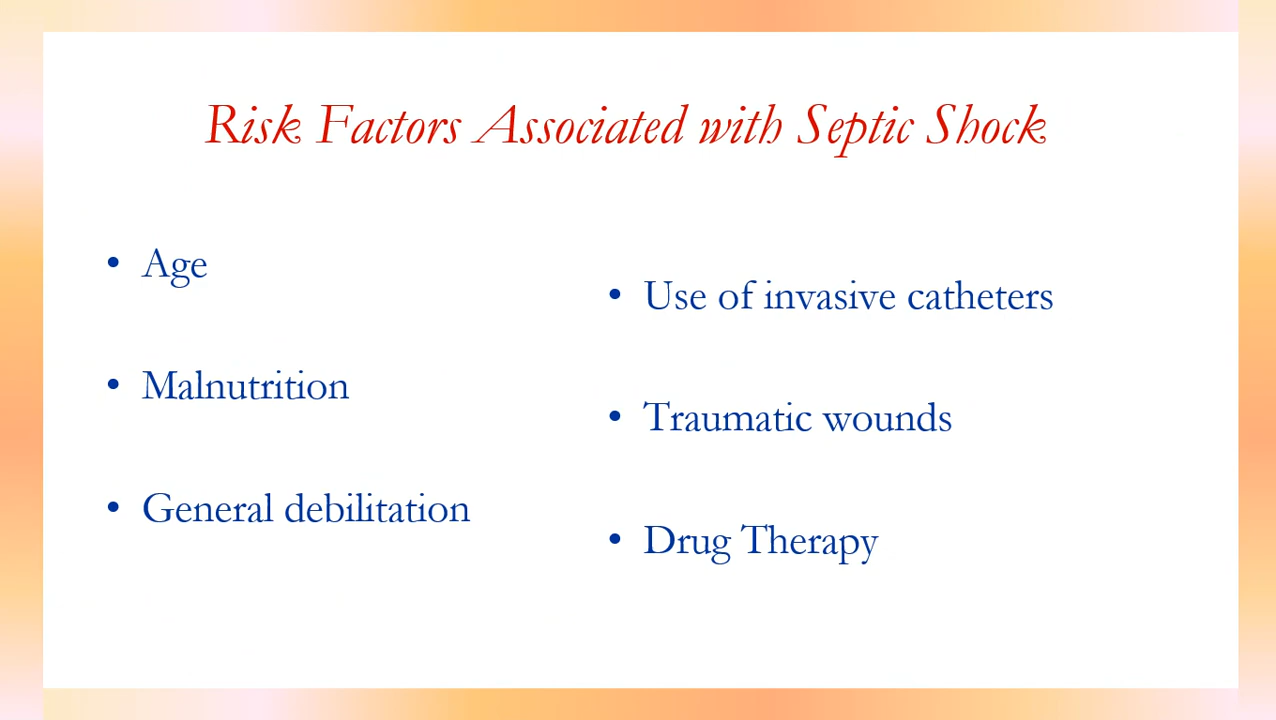 Risk Factors Associated with Septic Shock
• Age
• Malnutrition
• General debilitation
• Use of invasive catheters
• Traumatic wounds
• Drug Therapy